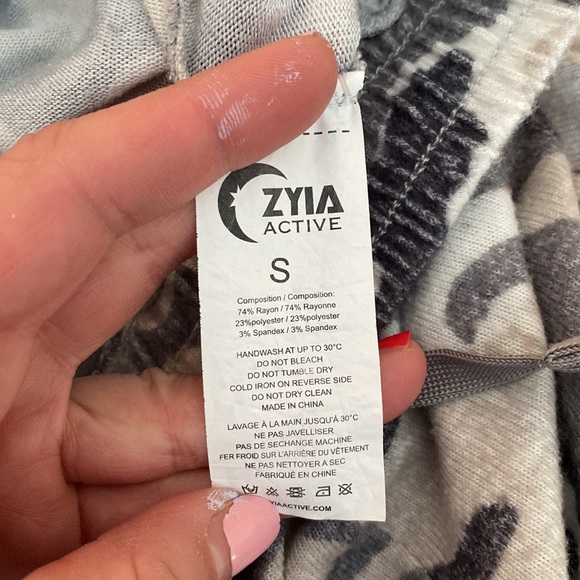 ZYIA
ACTIVE
S
Composition / Composition:
74% Rayon / 74% Rayonne
23%polyester / 23%polyester
3% Spandex / 3% Spandex
HANDWASH AT UP TO 30°C
DO NOT BLEACH
DO NOT TUMBLE DRY
COLD IRON ON REVERSE SIDE
DO NOT DRY CLEAN
MADE IN CHINA
LAVAGE À LA MAIN JUSQU'À 30°C
NE PAS JAVELLISER
PAS DE SECHANGE MACHINE
FER FROID SUR L'ARRIÈRE DU VÊTEMENT
NE PAS NETTOYER A SEC
FABRIQUÉ EN CHINE
YIAACTIVE.COM